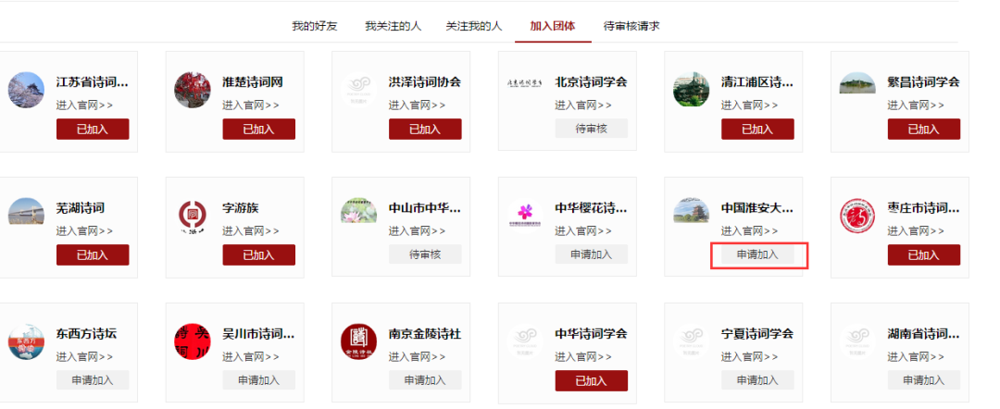 我的好友 我关注的人 关注我的人 加入团体 待审核请求
江苏省诗词...
进入官网>>
已加入
淮楚诗词网
进入官网>>
已加入
洪泽诗词协会
进入官网>>
已加入
北京诗词学会
进入官网>>
待审核
清江浦区诗...
进入官网>>
已加入
繁昌诗词学会
进入官网>>
已加入
芜湖诗词
进入官网>>
已加入
字游族
进入官网>>
已加入
中山市中华...
进入官网>>
待审核
中华樱花诗...
进入官网>>
申请加入
中国淮安大...
进入官网>>
申请加入
枣庄市诗词...
进入官网>>
已加入
东西方诗坛
进入官网>>
申请加入
吴川市诗词...
进入官网>>
申请加入
南京金陵诗社
进入官网>>
申请加入
中华诗词学会
进入官网>>
已加入
宁夏诗词学会
进入官网>>
申请加入
湖南省诗词...
进入官网>>
申请加入